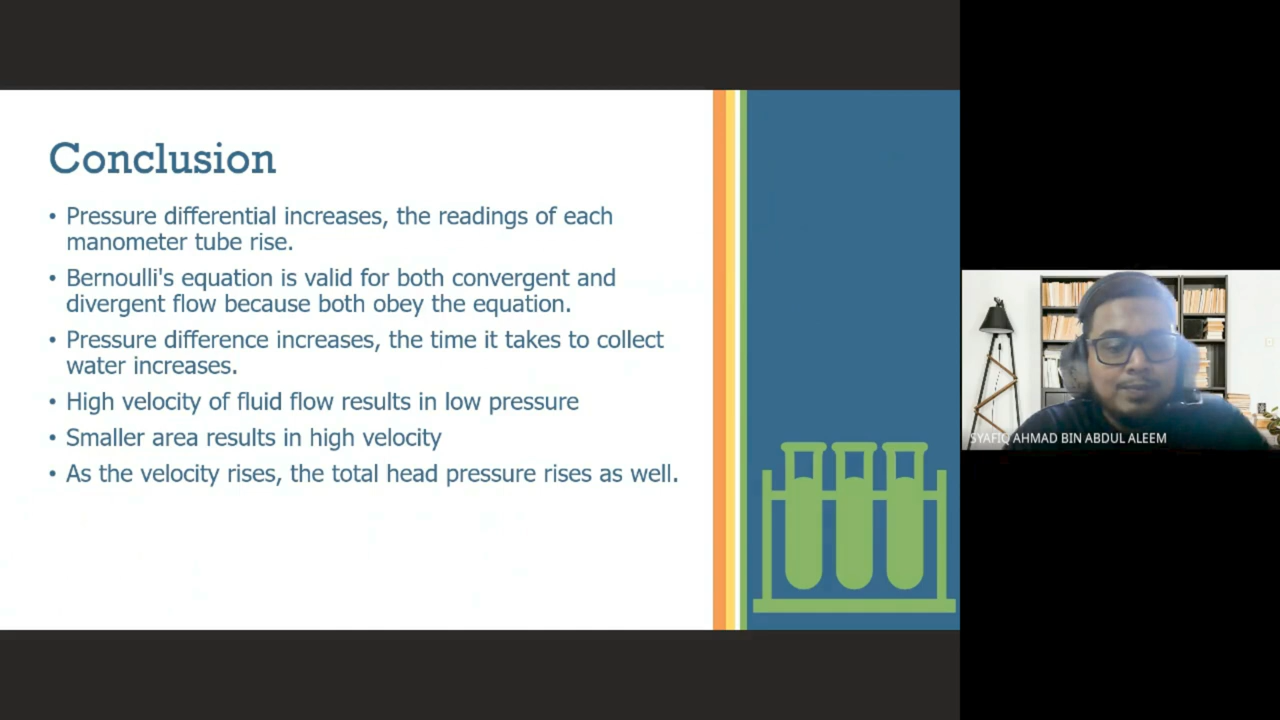 Conclusion
• Pressure differential increases, the readings of each
manometer tube rise.
• Bernoulli's equation is valid for both convergent and
divergent flow because both obey the equation.
• Pressure difference increases, the time it takes to collect
water increases.
• High velocity of fluid flow results in low pressure
• Smaller area results in high velocity
• As the velocity rises, the total head pressure rises as well.
SYAFIQ AHMAD BIN ABDUL ALEEM